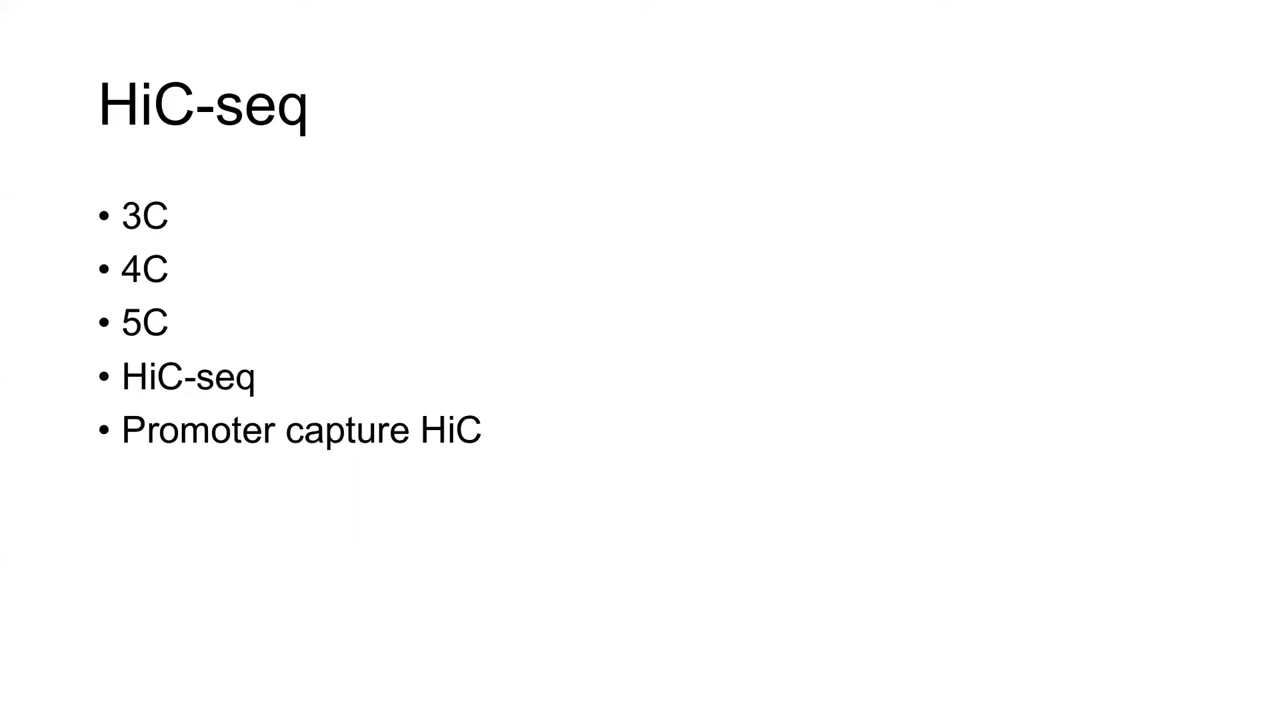 HiC-seq
• 3C
• 4C
• 5C
• HiC-seq
• Promoter capture HiC